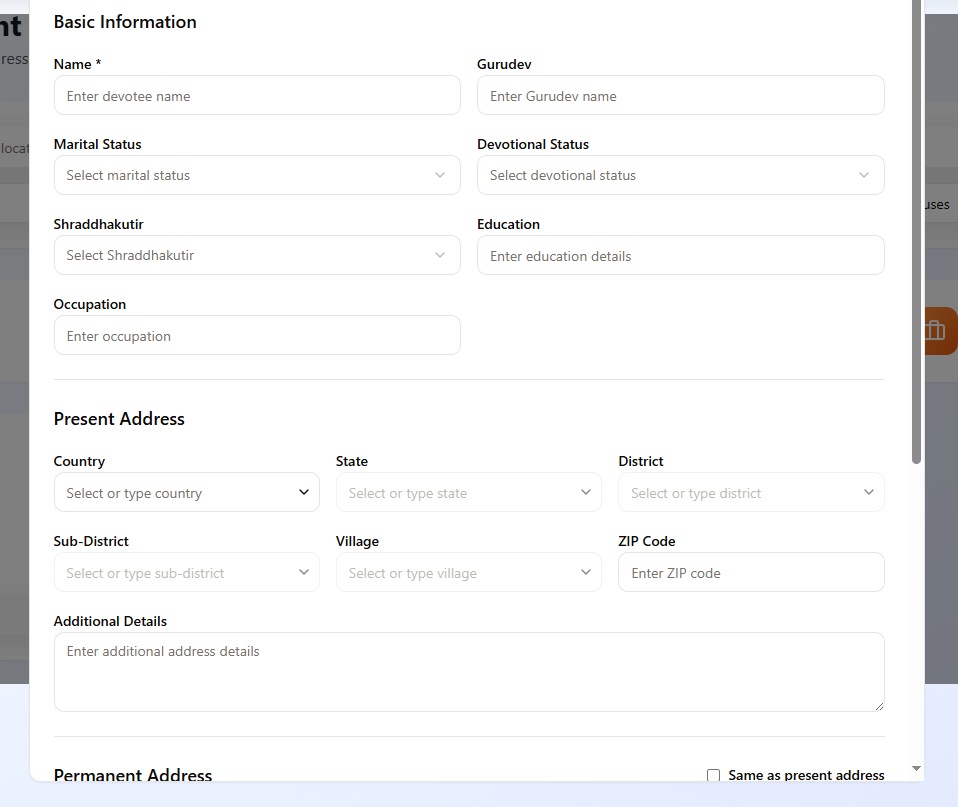 nt
Basic Information
ress
Name *
Gurudev
Enter devotee name
Enter Gurudev name
Marital Status
Devotional Status
locat
Select marital status
Select devotional status
uses
Shraddhakutir
Education
Select Shraddhakutir
Enter education details
Occupation
Enter occupation
Present Address
Country
State
District
Select or type country
Select or type state
Select or type district
Sub-District
Village
ZIP Code
Select or type sub-district
Select or type village
Enter ZIP code
Additional Details
Enter additional address details
Permanent Address
Same as present address